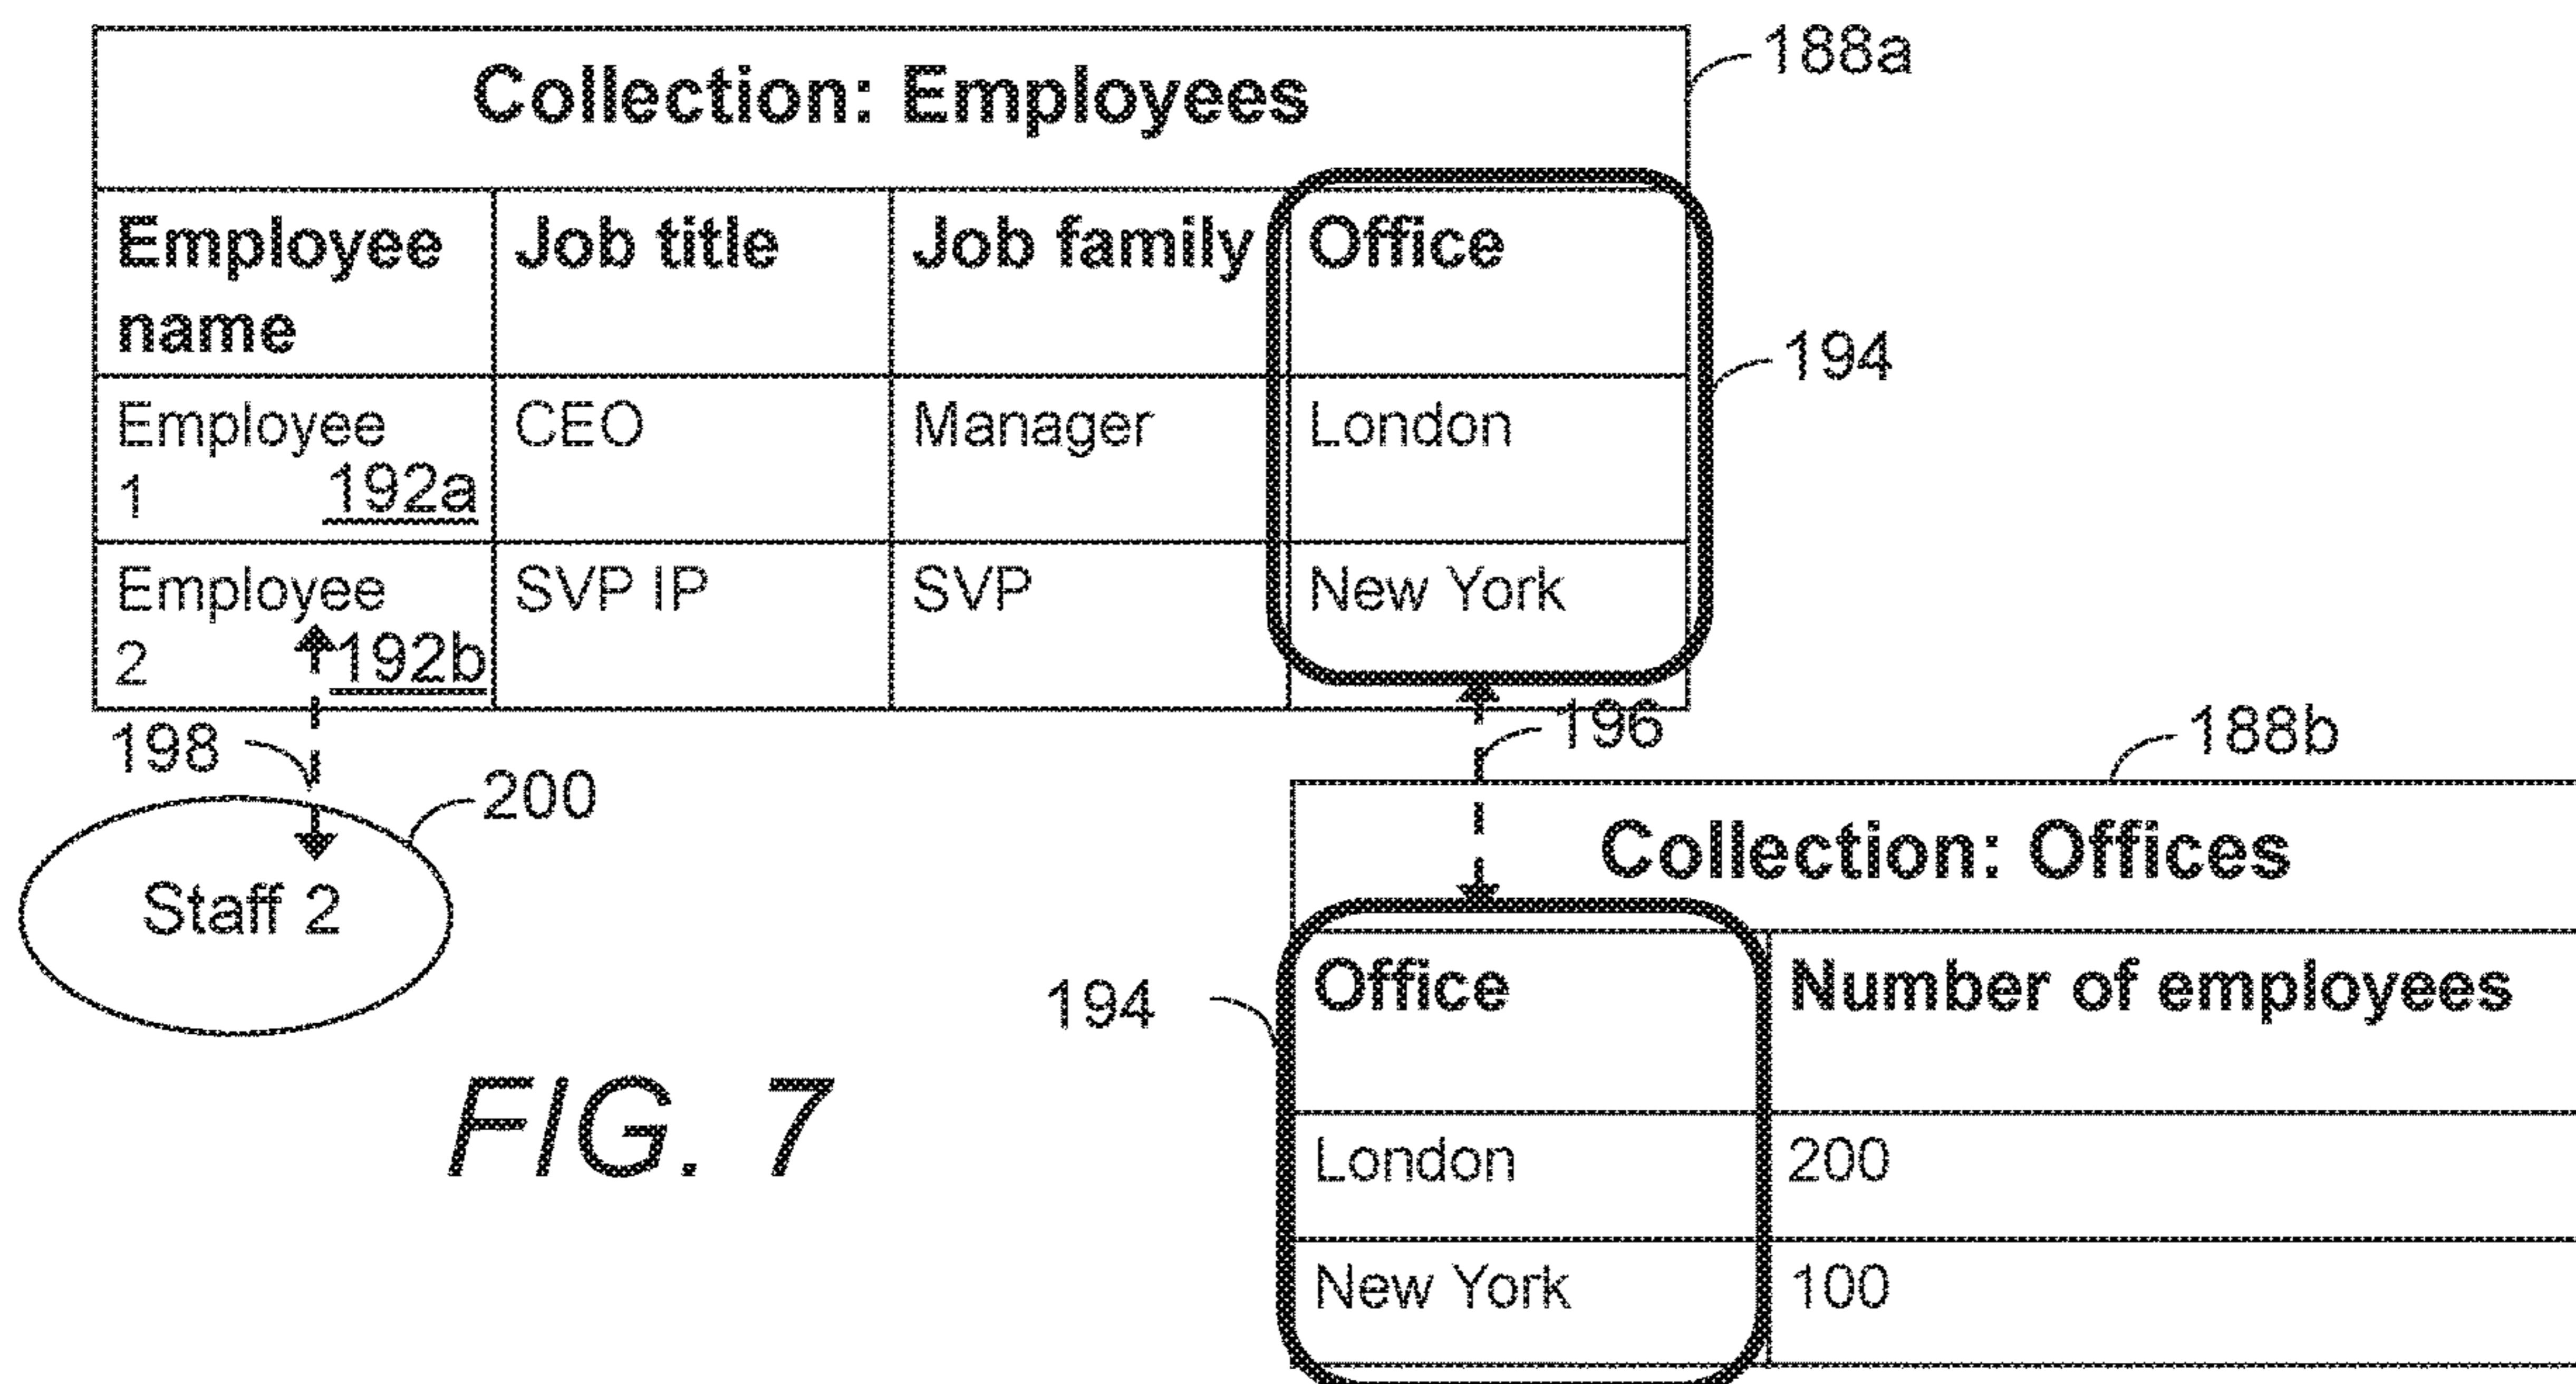 Collection: Employees
188a
Employee name
Job title
Job family
Office
194
Employee 1
192a
CEO
Manager
London
Employee 2
192b
SVP IP
SVP
New York
198
196
200
188b
Staff 2
Collection: Offices
194
Office
Number of employees
London
200
New York
100
FIG. 7